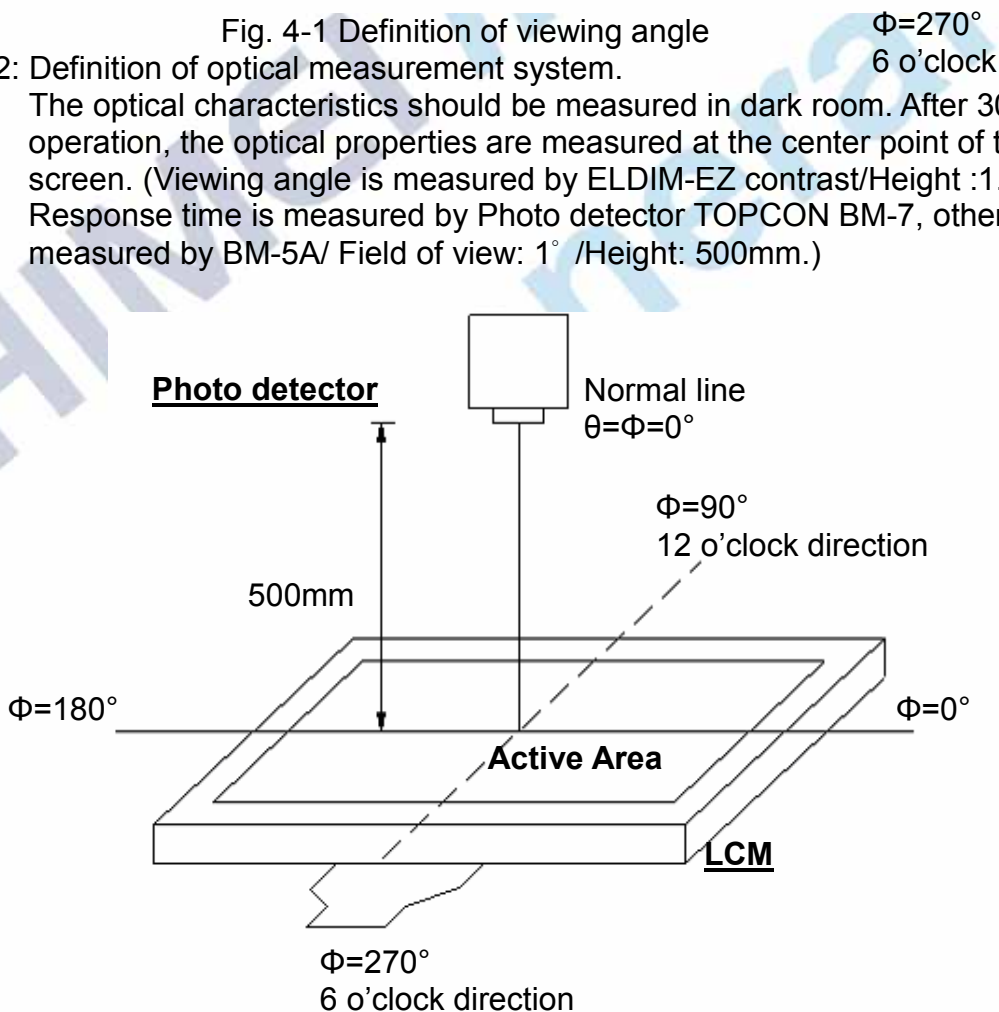 Fig. 4-1 Definition of viewing angle
Φ=270°
6 o’clock
2: Definition of optical measurement system.
The optical characteristics should be measured in dark room. After 30
operation, the optical properties are measured at the center point of
screen. (Viewing angle is measured by ELDIM-EZ contrast/Height :1.
Response time is measured by Photo detector TOPCON BM-7, other
measured by BM-5A/ Field of view: 1° /Height: 500mm.)
Photo detector
Normal line
θ=Φ=0°
Φ=90°
12 o’clock direction
500mm
Φ=180°
Φ=0°
Active Area
LCM
Φ=270°
6 o’clock direction